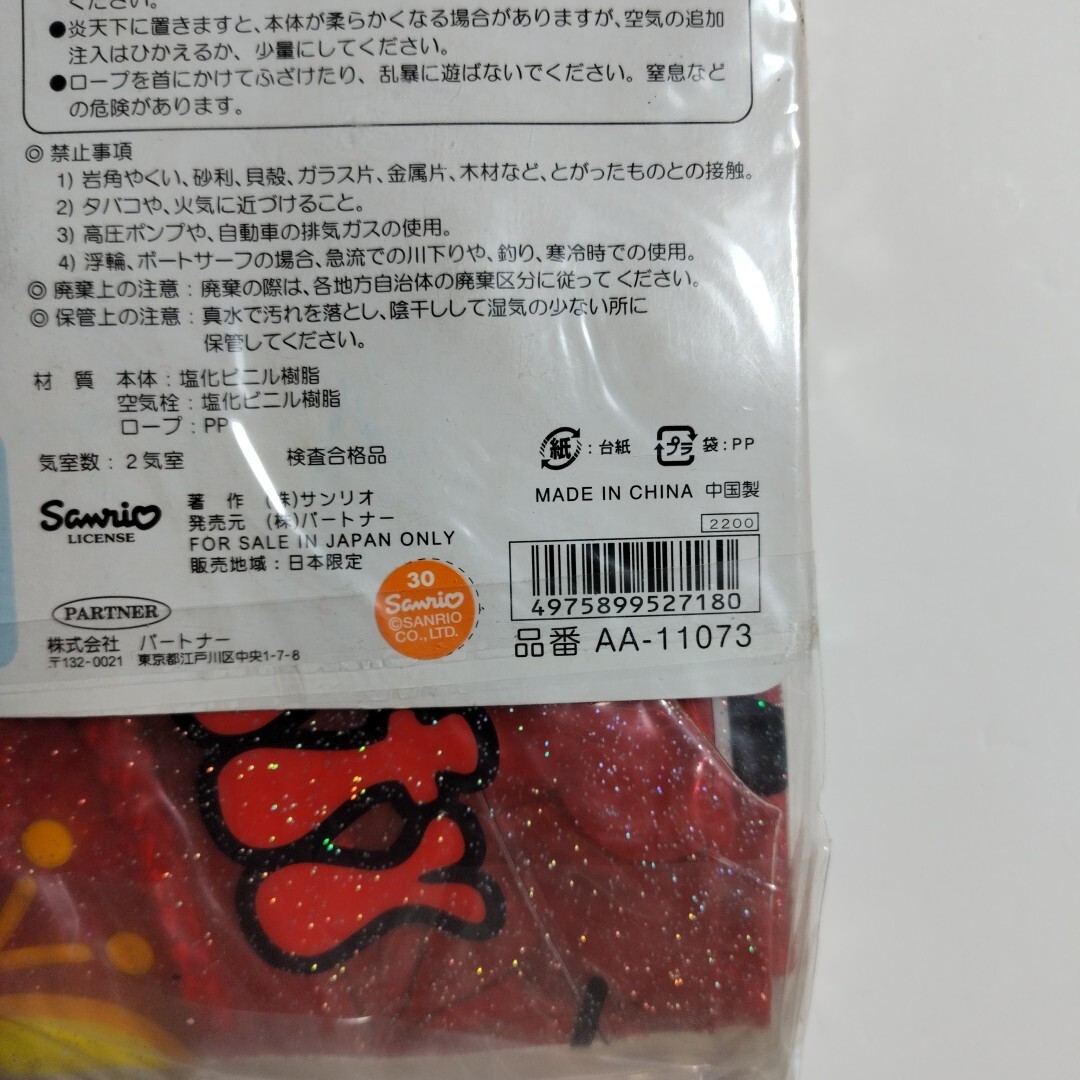 ください。
●炎天下に置きますと、本体が柔らかくなる場合がありますが、空気の追加
注入はひかえるか、少量にしてください。
●ロープを首にかけてふざけたり、乱暴に遊ばないでください。窒息など
の危険があります。
◎ 禁止事項
1) 岩角やくい、砂利、貝殻、ガラス片、金属片、木材など、とがったものとの接触。
2) タバコや、火気に近づけること。
3) 高圧ポンプや、自動車の排気ガスの使用。
4) 浮輪、ボートサーフの場合、急流での川下りや、釣り、寒冷時での使用。
◎ 廃棄上の注意：廃棄の際は、各地方自治体の廃棄区分に従ってください。
◎ 保管上の注意：真水で汚れを落とし、陰干しして湿気の少ない所に
保管してください。
材 質 本体：塩化ビニル樹脂
空気栓：塩化ビニル樹脂
ロープ：PP
気室数：２気室 検査合格品
紙：台紙 プラ 袋：PP
MADE IN CHINA 中国製
2200
Sanrio
LICENSE
著 作 (株)サンリオ
発売元 (株)パートナー
FOR SALE IN JAPAN ONLY
販売地域：日本限定
30
Sanrio
©SANRIO
CO., LTD.
4975899527180
品番 AA-11073
PARTNER
株式会社 パートナー
〒132-0021 東京都江戸川区中央1-7-8